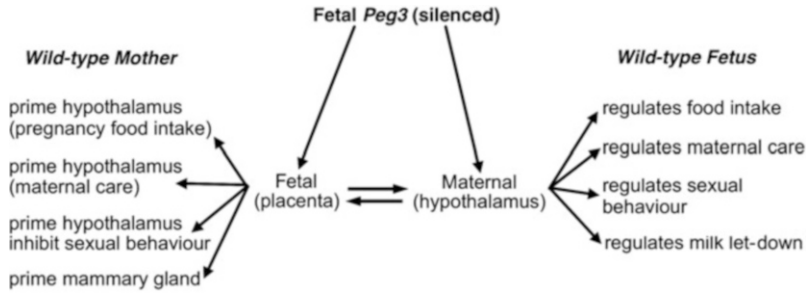 Fetal Peg3 (silenced)
Wild-type Mother
Wild-type Fetus
prime hypothalamus
(pregnancy food intake)
prime hypothalamus
(maternal care)
prime hypothalamus
inhibit sexual behaviour
prime mammary gland
Fetal
(placenta)
Maternal
(hypothalamus)
regulates food intake
regulates maternal care
regulates sexual
behaviour
regulates milk let-down